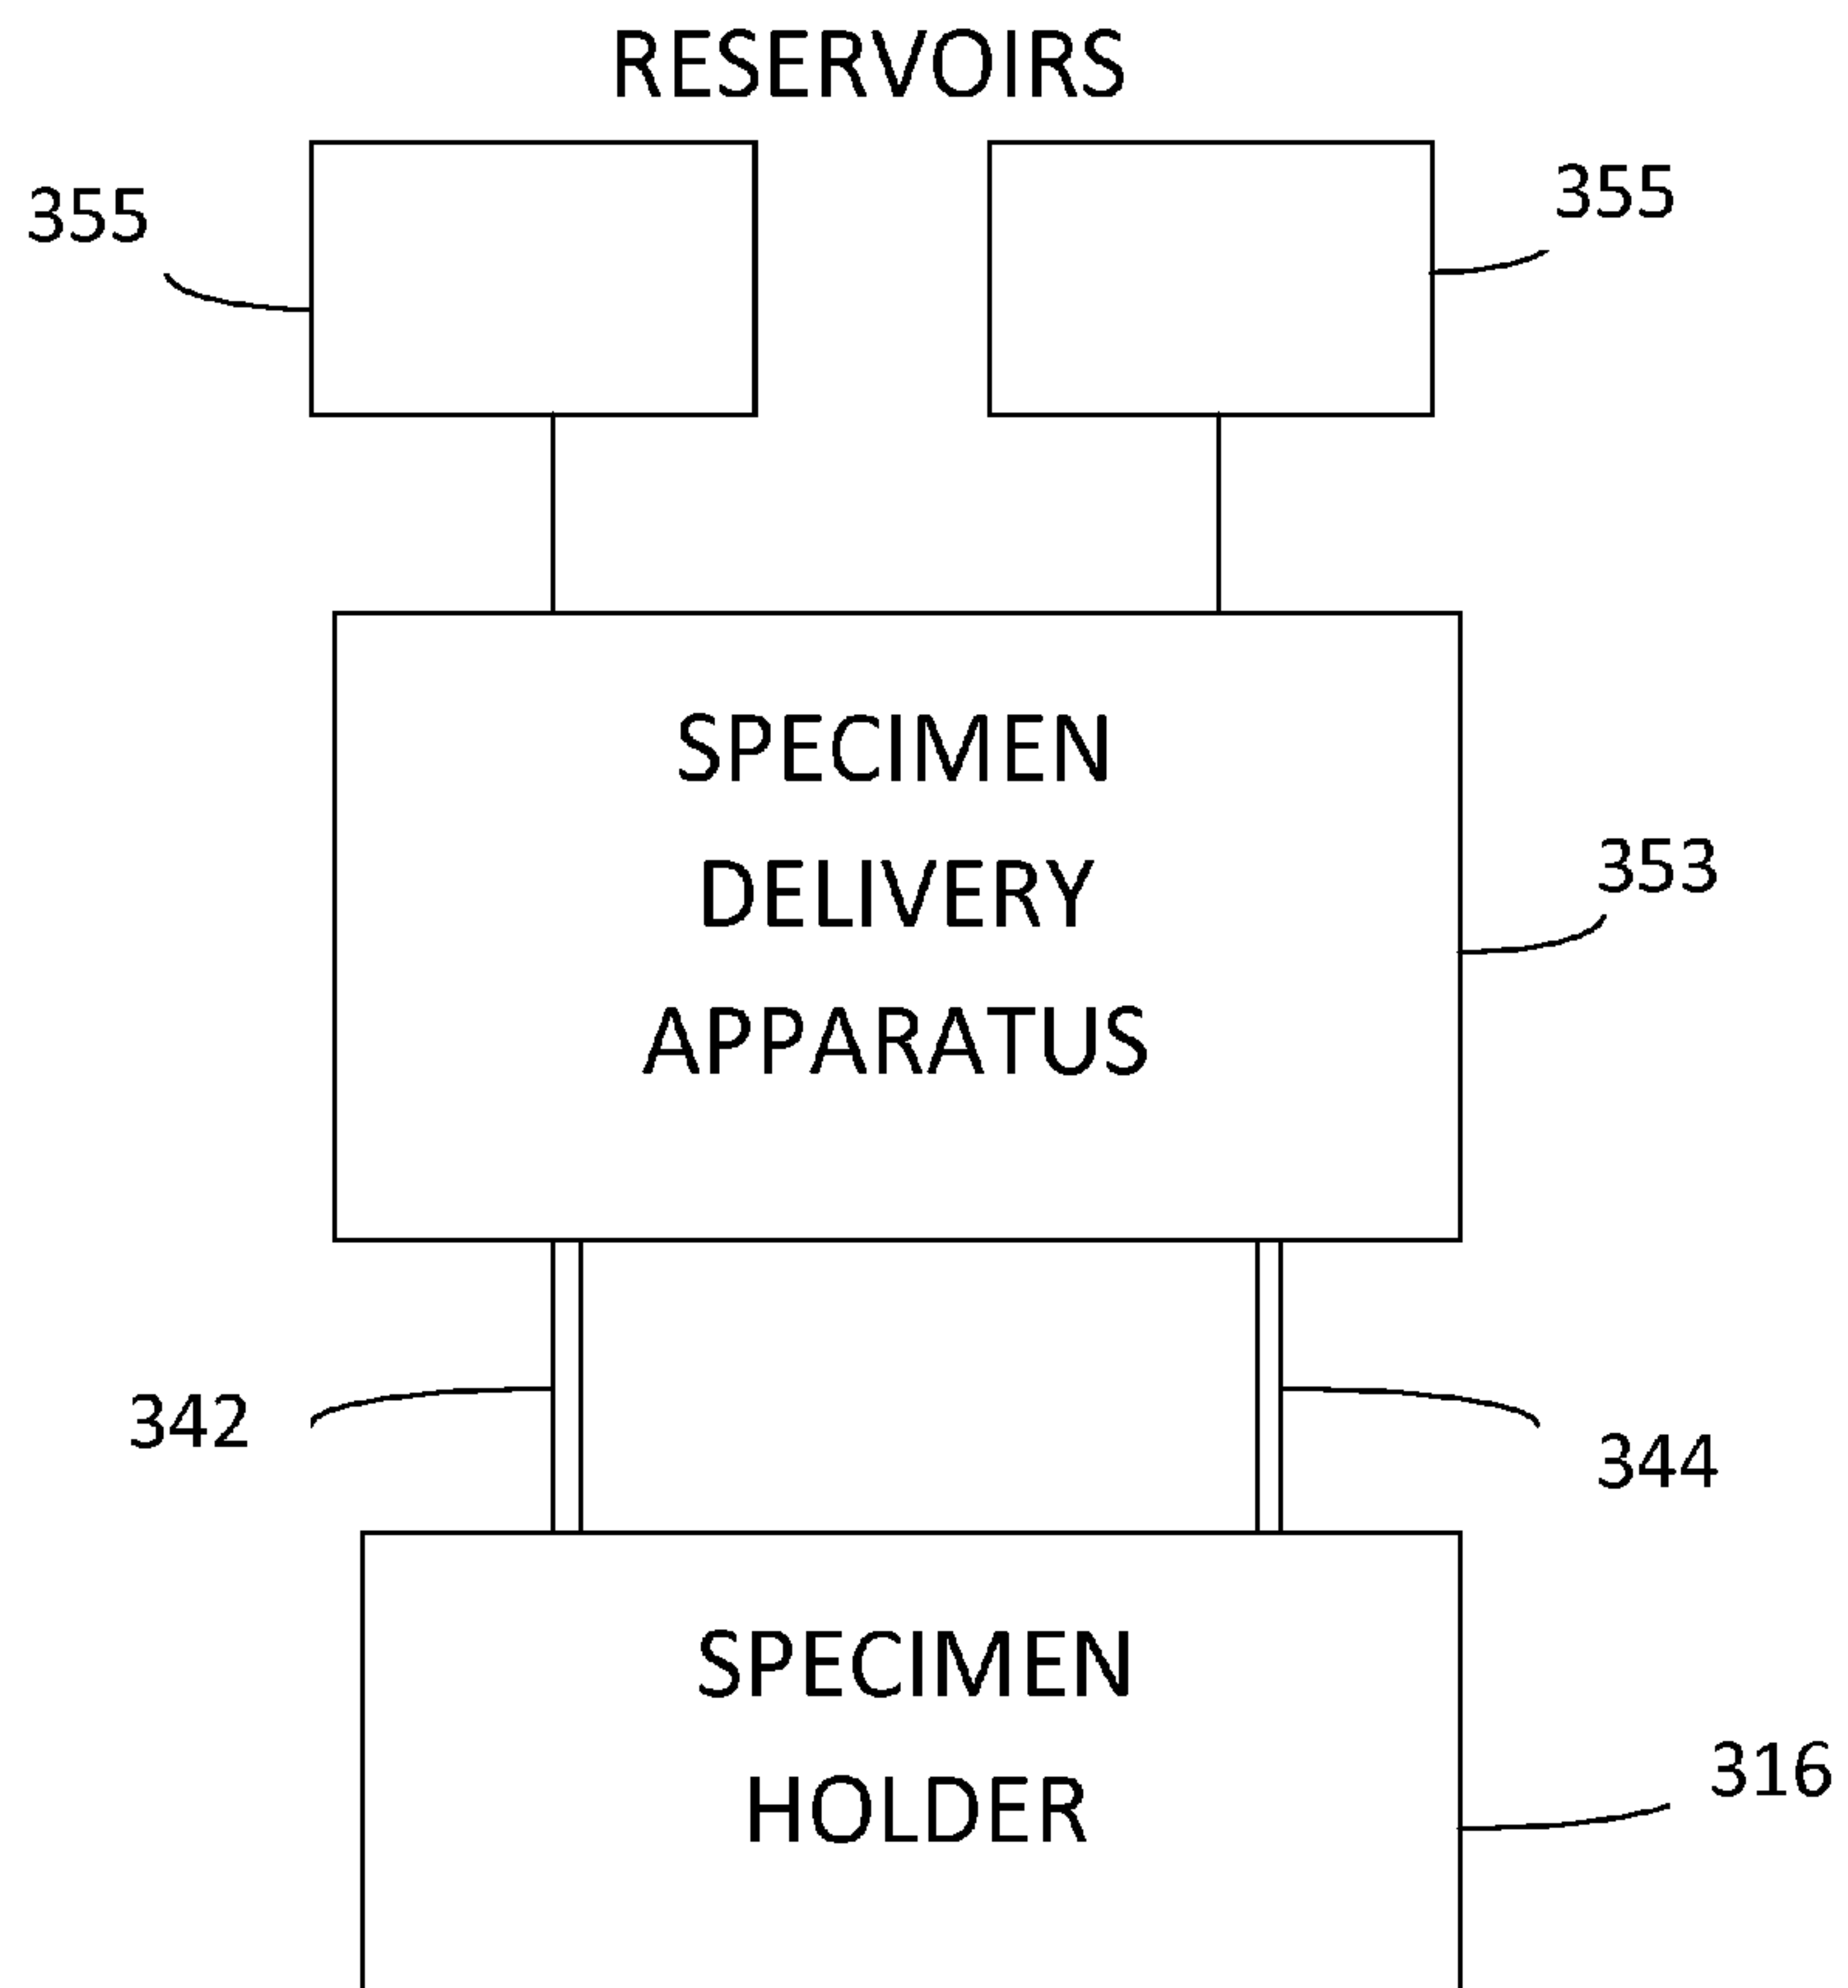 RESERVOIRS
355
355
SPECIMEN
DELIVERY
APPARATUS
353
342
344
SPECIMEN
HOLDER
316